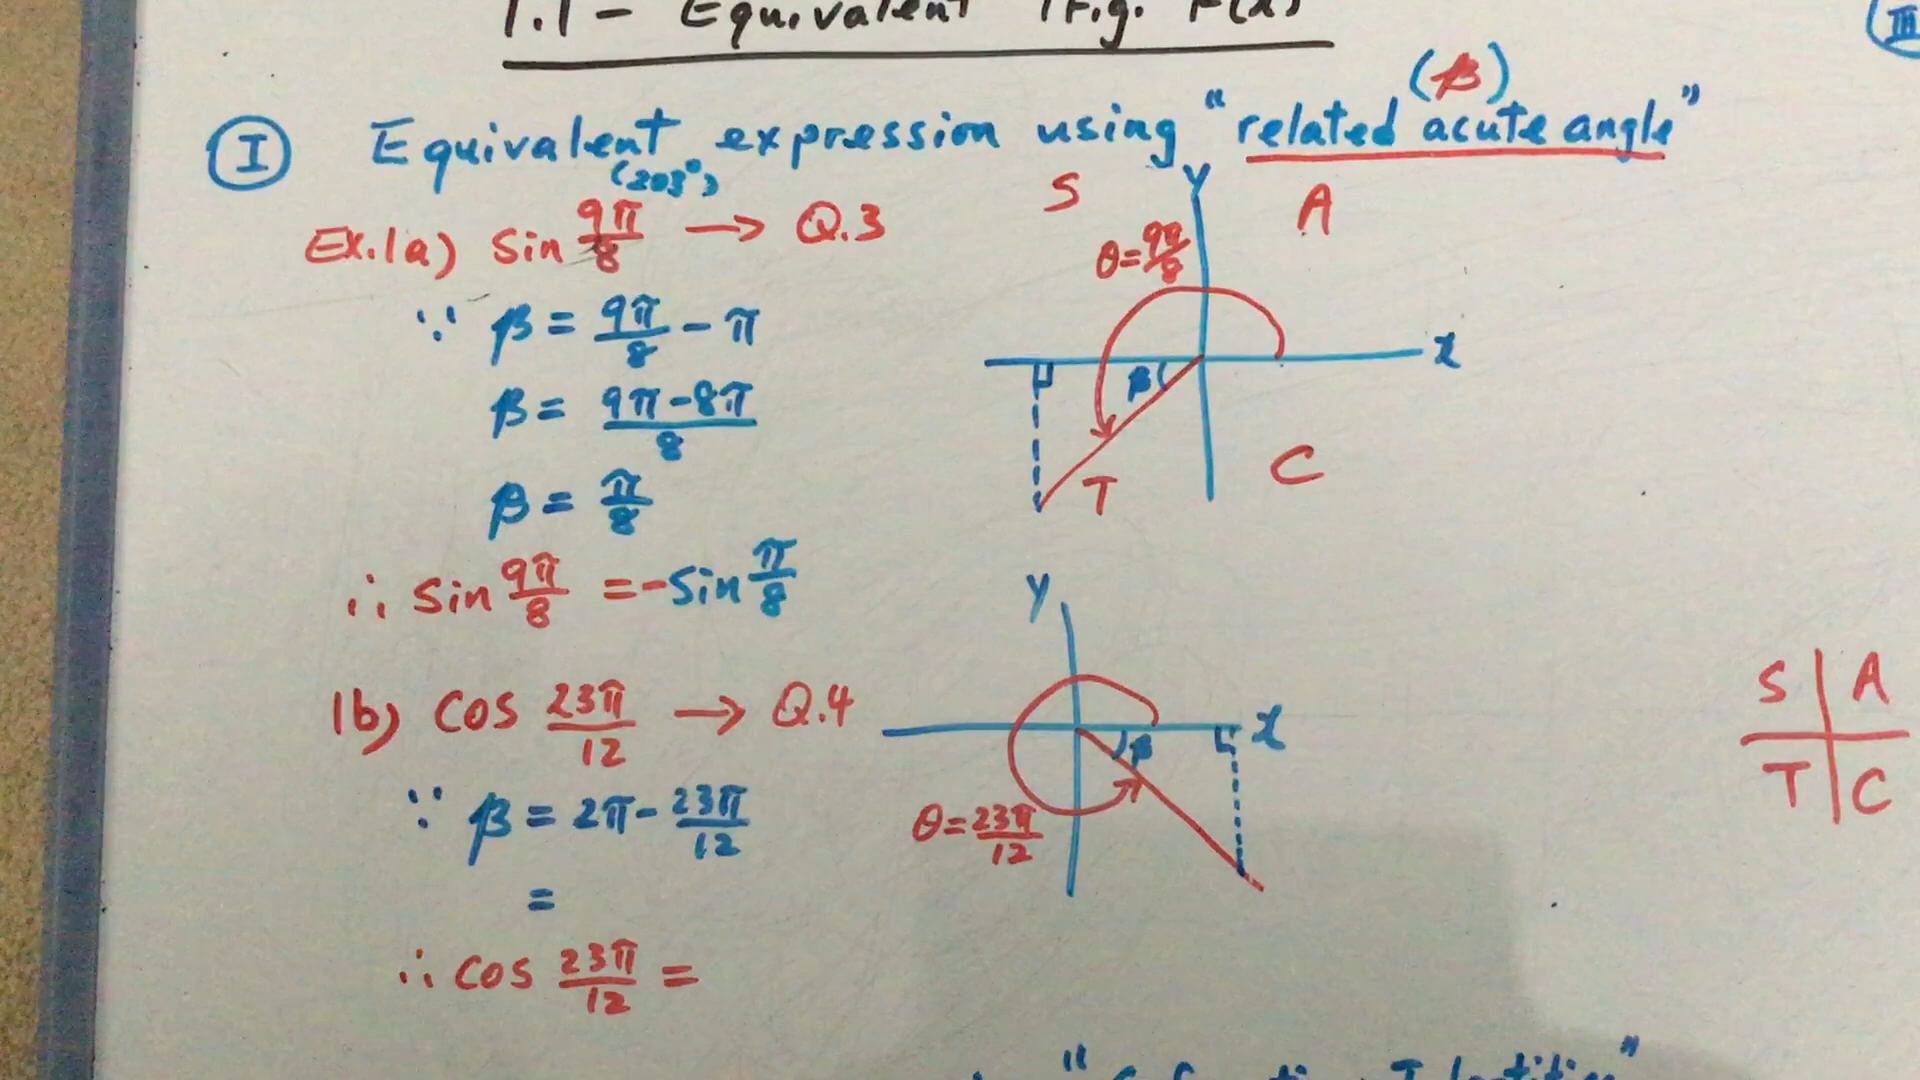 1.1 - Equivalent Trig. F(x)
(III
(β)
(I) Equivalent expression using "related acute angle"
(203°)
Ex.1a) sin 9π/8 → Q.3
∵ β = 9π/8 - π
β = 9π-8π/8
β = π/8
∴ sin 9π/8 = -sin π/8
y
S A
θ=9π/8
x
β
T C
1b) cos 23π/12 → Q.4
∵ β = 2π - 23π/12
=
∴ cos 23π/12 =
y
x
β
θ=23π/12
S A
T C